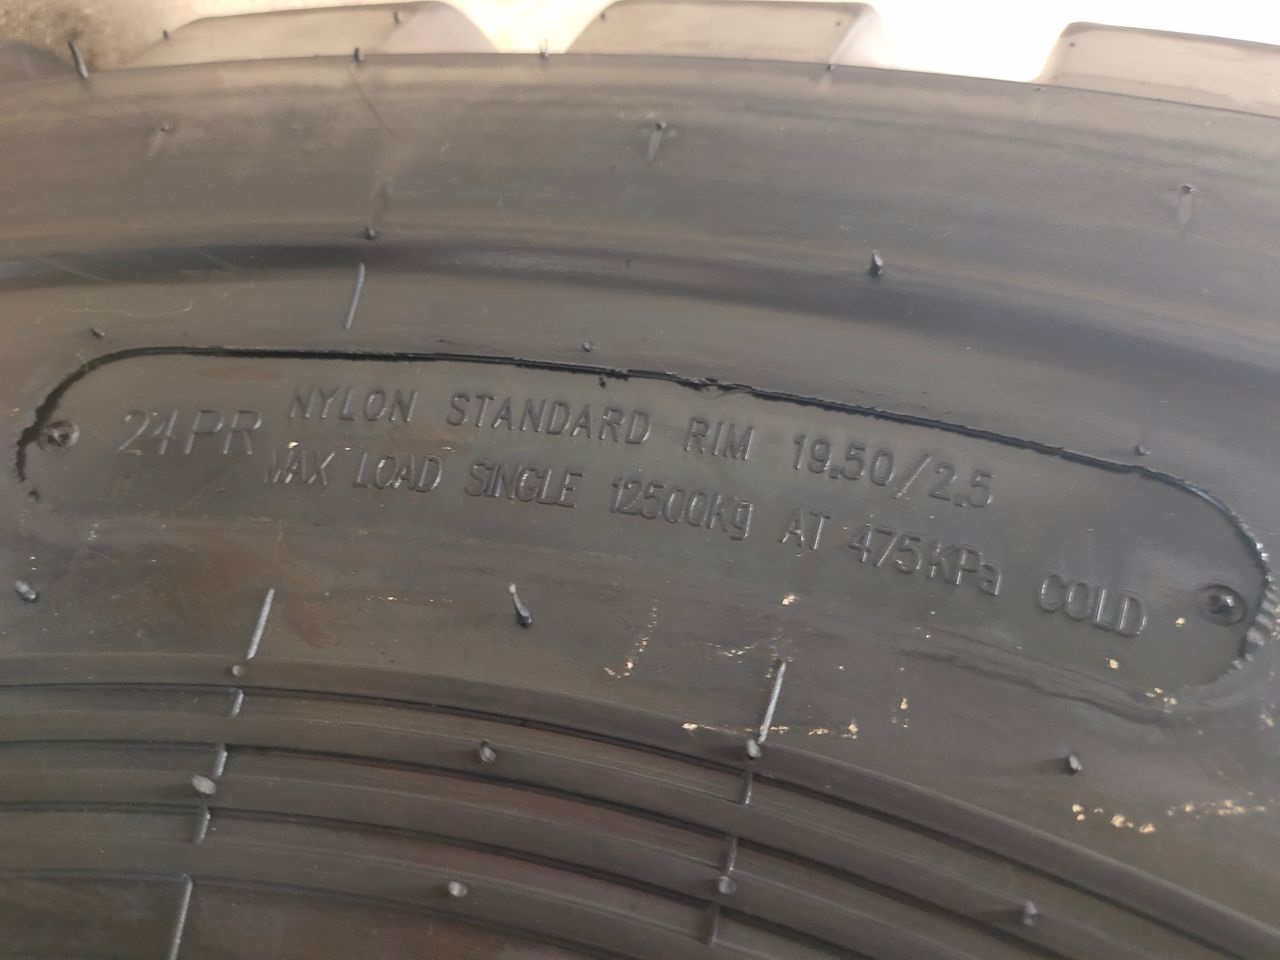 24PR NYLON STANDARD RIM 19.50/2.5
MAX LOAD SINGLE 12500Kg AT 475KPa COLD